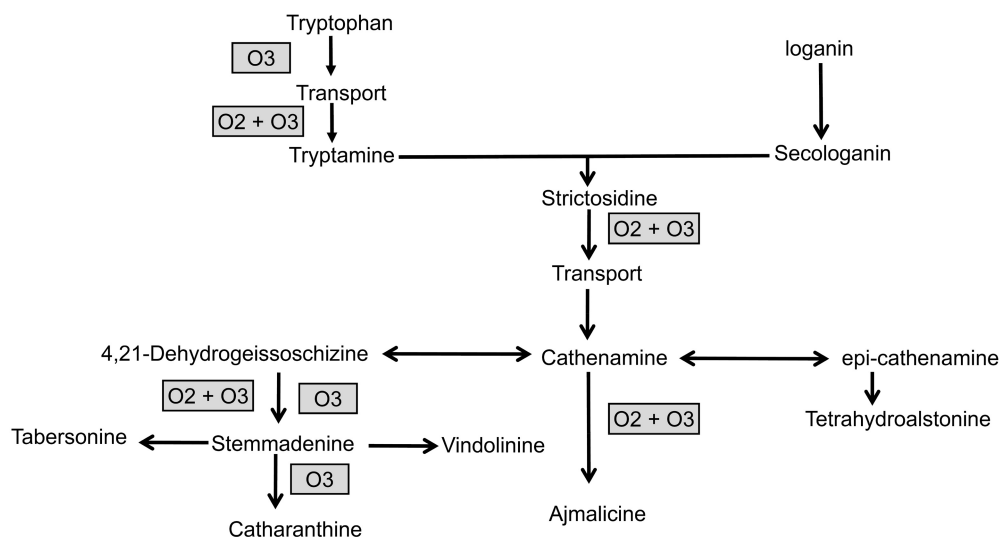 Tryptophan
loganin
O3
Transport
O2 + O3
Tryptamine
Secologanin
Strictosidine
O2 + O3
Transport
4,21-Dehydrogeissoschizine
Cathenamine
epi-cathenamine
O2 + O3
O3
O2 + O3
Tetrahydroalstonine
Tabersonine
Stemmadenine
Vindolinine
O3
Catharanthine
Ajmalicine